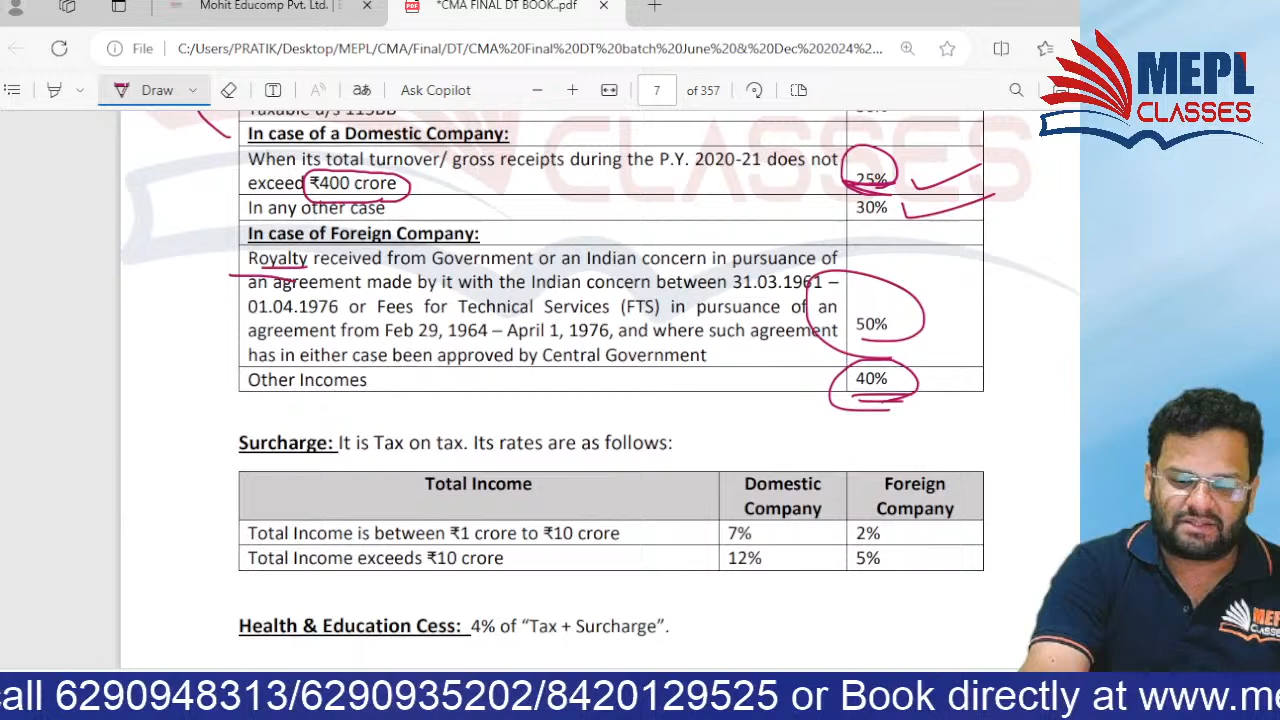 Mohit Educomp Pvt. Ltd. | E
*CMA FINAL DT BOOK..pdf
File
C:/Users/PRATIK/Desktop/MEPL/CMA/Final/DT/CMA%20Final%20DT%20batch%20June%20&%20Dec%202024%2...
Draw
Ask Copilot
7 of 357
MEPL
CLASSES
In case of a Domestic Company:
When its total turnover/ gross receipts during the P.Y. 2020-21 does not
exceed ₹400 crore
25%
In any other case 30%
In case of Foreign Company:
Royalty received from Government or an Indian concern in pursuance of
an agreement made by it with the Indian concern between 31.03.1961 –
01.04.1976 or Fees for Technical Services (FTS) in pursuance of an
agreement from Feb 29, 1964 – April 1, 1976, and where such agreement
has in either case been approved by Central Government
50%
Other Incomes 40%
Surcharge: It is Tax on tax. Its rates are as follows:
Total Income
Domestic
Company
Foreign
Company
Total Income is between ₹1 crore to ₹10 crore 7% 2%
Total Income exceeds ₹10 crore 12% 5%
Health & Education Cess: 4% of “Tax + Surcharge”.
MEPL
CLASSES
call 6290948313/6290935202/8420129525 or Book directly at www.me